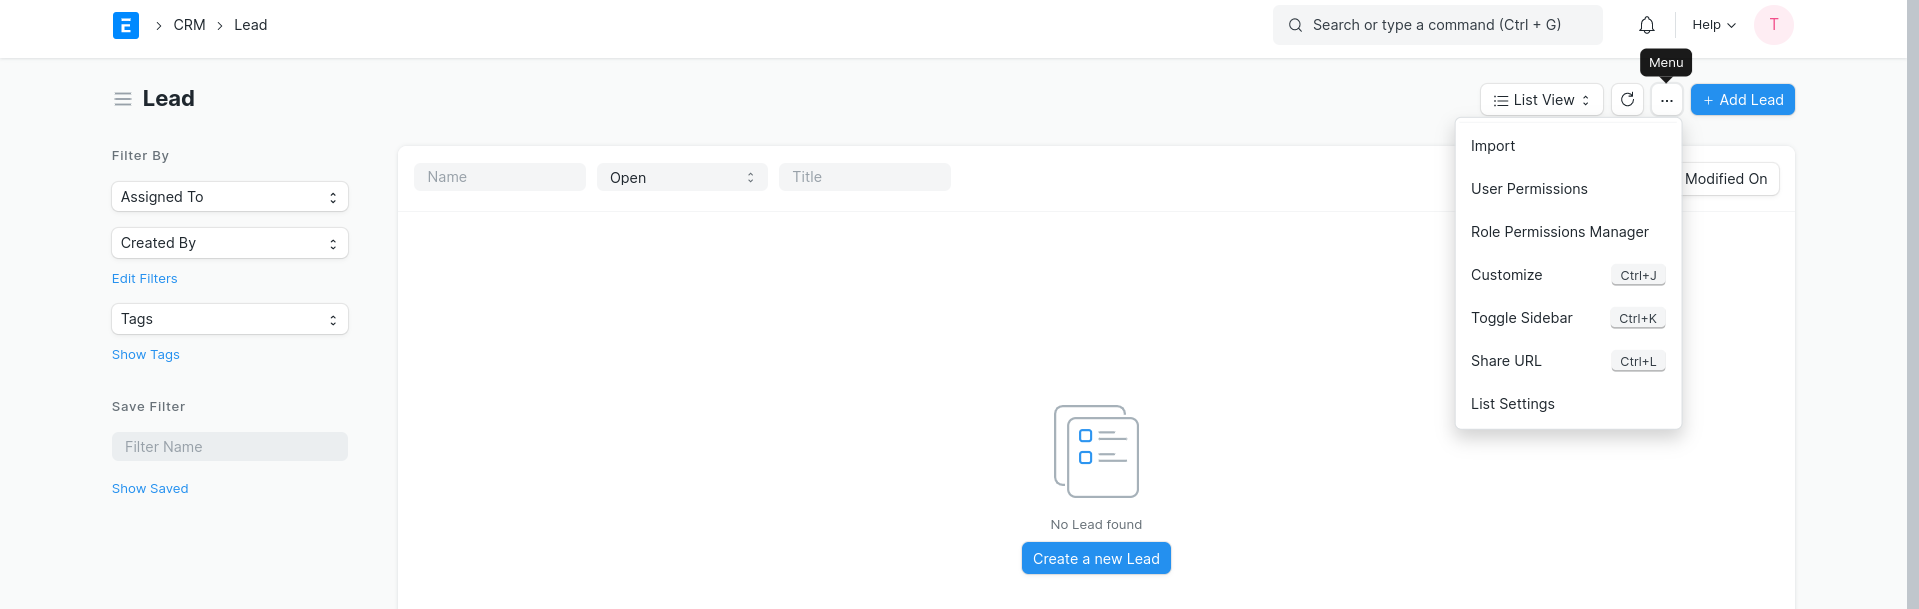 E
CRM
Lead
Search or type a command (Ctrl + G)
Help
T
Menu
Lead
List View
+ Add Lead
Filter By
Assigned To
Created By
Edit Filters
Tags
Show Tags
Save Filter
Filter Name
Show Saved
Name
Open
Title
Modified On
Import
User Permissions
Role Permissions Manager
Customize Ctrl+J
Toggle Sidebar Ctrl+K
Share URL Ctrl+L
List Settings
No Lead found
Create a new Lead